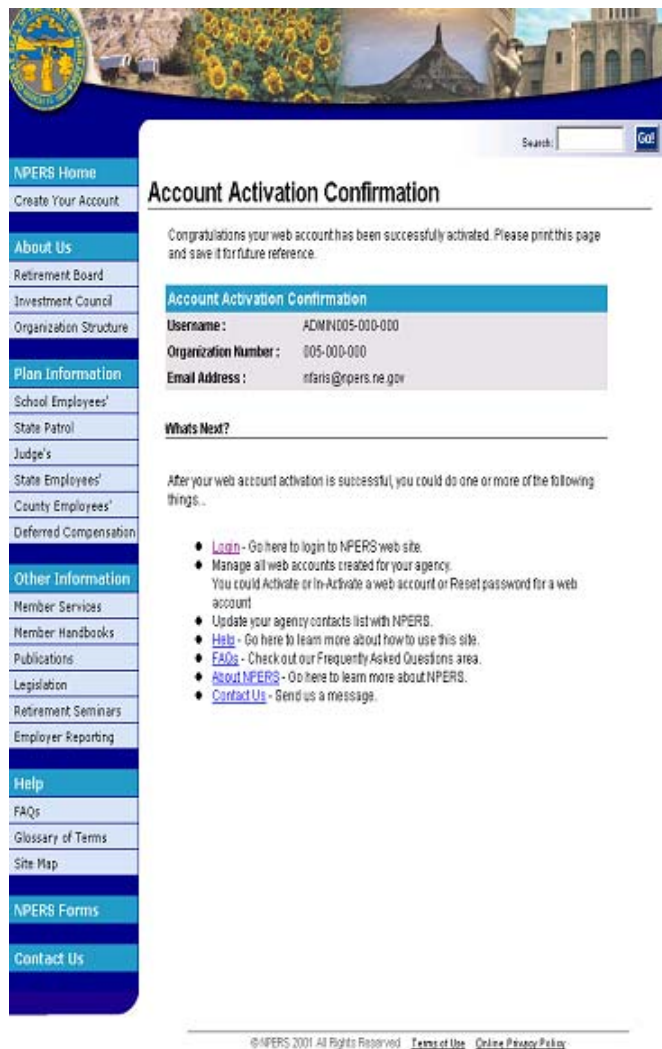 Search:
Go!
NPERS Home
Create Your Account
About Us
Retirement Board
Investment Council
Organization Structure
Plan Information
School Employees'
State Patrol
Judge's
State Employees'
County Employees'
Deferred Compensation
Other Information
Member Services
Member Handbooks
Publications
Legislation
Retirement Seminars
Employer Reporting
Help
FAQs
Glossary of Terms
Site Map
NPERS Forms
Contact Us
Account Activation Confirmation
Congratulations your web account has been successfully activated. Please print this page
and save it for future reference.
Account Activation Confirmation
Username : ADMIN005-000-000
Organization Number : 005-000-000
Email Address : nfaris@npers.ne.gov
Whats Next?
After your web account activation is successful, you could do one or more of the following
things...
Login - Go here to login to NPERS web site.
Manage all web accounts created for your agency.
You could Activate or In-Activate a web account or Reset password for a web
account
Update your agency contacts list with NPERS.
Help - Go here to learn more about how to use this site.
FAQs - Check out our Frequently Asked Questions area.
About NPERS - Go here to learn more about NPERS.
Contact Us - Send us a message.
©NPERS 2001 All Rights Reserved Terms of Use Online Privacy Policy